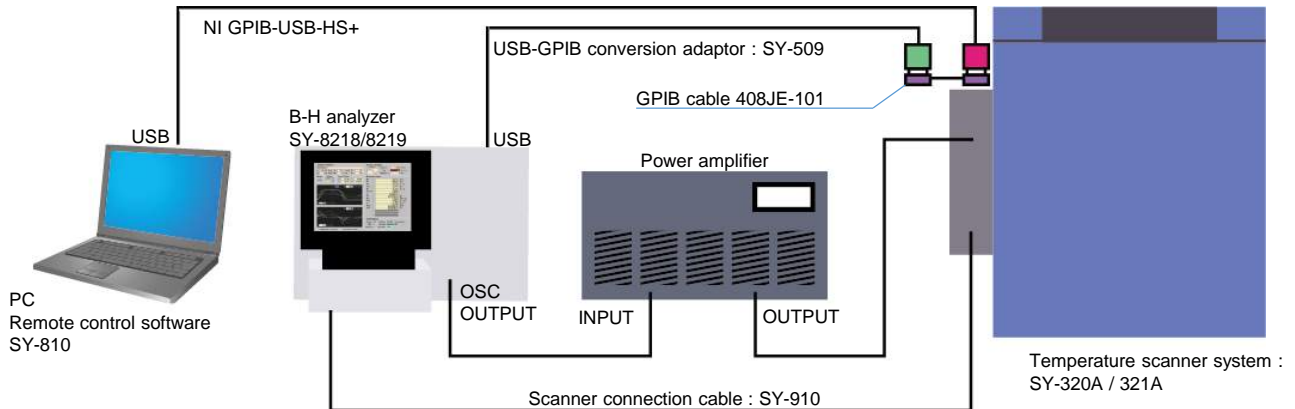 NI GPIB-USB-HS+
USB-GPIB conversion adaptor : SY-509
GPIB cable 408JE-101
B-H analyzer
SY-8218/8219
USB
USB
Power amplifier
OSC
OUTPUT
INPUT
OUTPUT
PC
Remote control software
SY-810
Temperature scanner system :
SY-320A / 321A
Scanner connection cable : SY-910